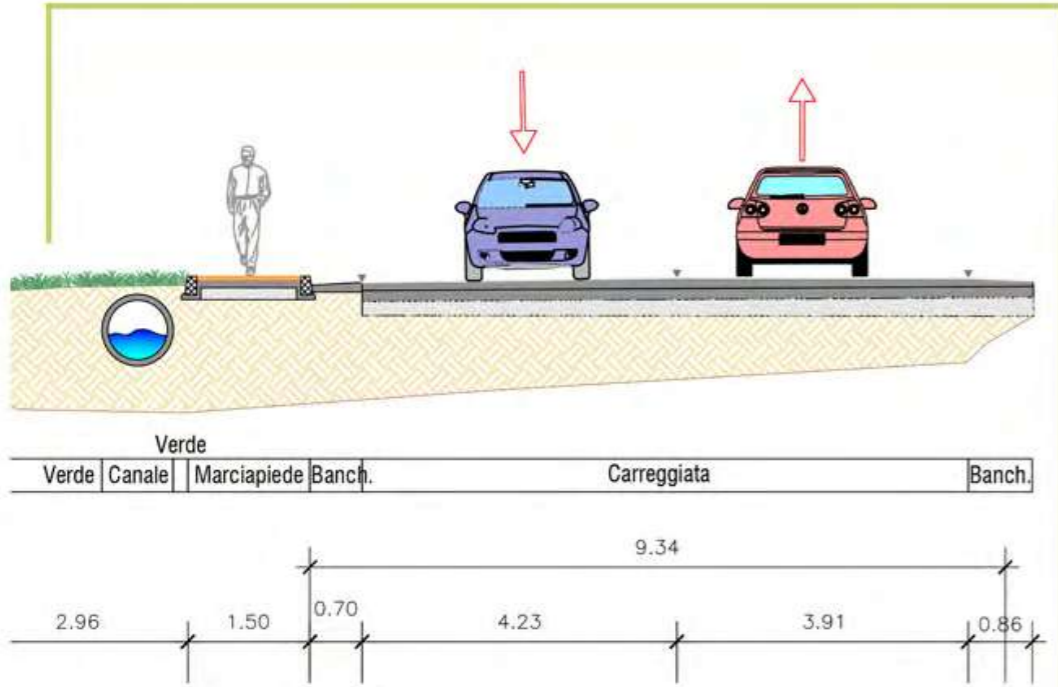 Verde
Verde Canale Marciapiede Banch. Carreggiata Banch.
9.34
2.96 1.50 0.70 4.23 3.91 0.86